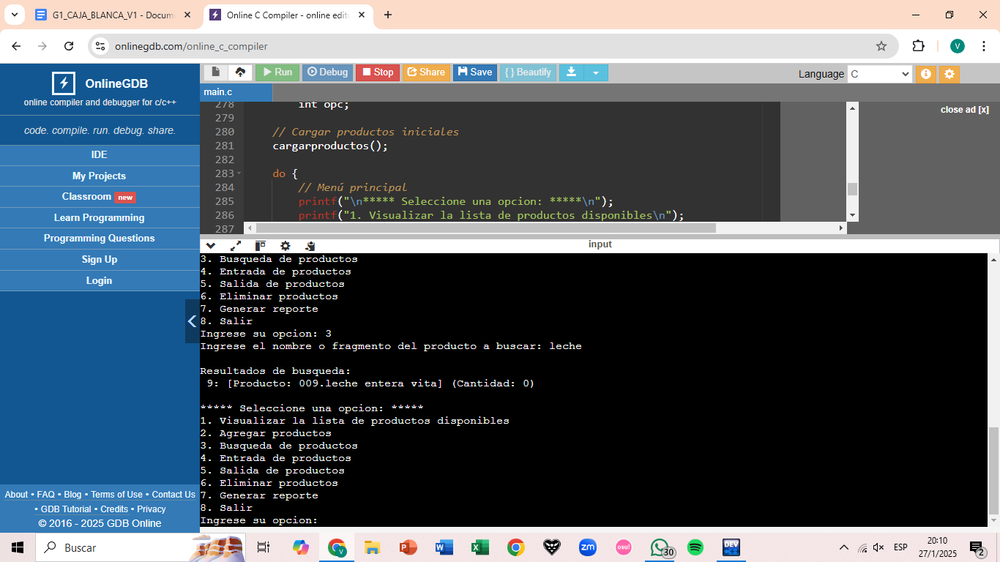 G1_CAJA_BLANCA_V1 - Docum
Online C Compiler - online edit
onlinegdb.com/online_c_compiler
V
OnlineGDB
online compiler and debugger for c/c++
code. compile. run. debug. share.
IDE
My Projects
Classroom new
Learn Programming
Programming Questions
Sign Up
Login
About • FAQ • Blog • Terms of Use • Contact Us
• GDB Tutorial • Credits • Privacy
© 2016 - 2025 GDB Online
Run Debug Stop Share Save { } Beautify
Language C
main.c
close ad [x]
278 int opc;
279
280 // Cargar productos iniciales
281 cargarproductos();
282
283 do {
284 // Menú principal
285 printf("\n***** Seleccione una opcion: *****\n");
286 printf("1. Visualizar la lista de productos disponibles\n");
287
input
3. Busqueda de productos
4. Entrada de productos
5. Salida de productos
6. Eliminar productos
7. Generar reporte
8. Salir
Ingrese su opcion: 3
Ingrese el nombre o fragmento del producto a buscar: leche
Resultados de busqueda:
9: [Producto: 009.leche entera vita] (Cantidad: 0)
***** Seleccione una opcion: *****
1. Visualizar la lista de productos disponibles
2. Agregar productos
3. Busqueda de productos
4. Entrada de productos
5. Salida de productos
6. Eliminar productos
7. Generar reporte
8. Salir
Ingrese su opcion:
Buscar
zm
osu!
30
DEV
ESP
20:10
27/1/2025
2